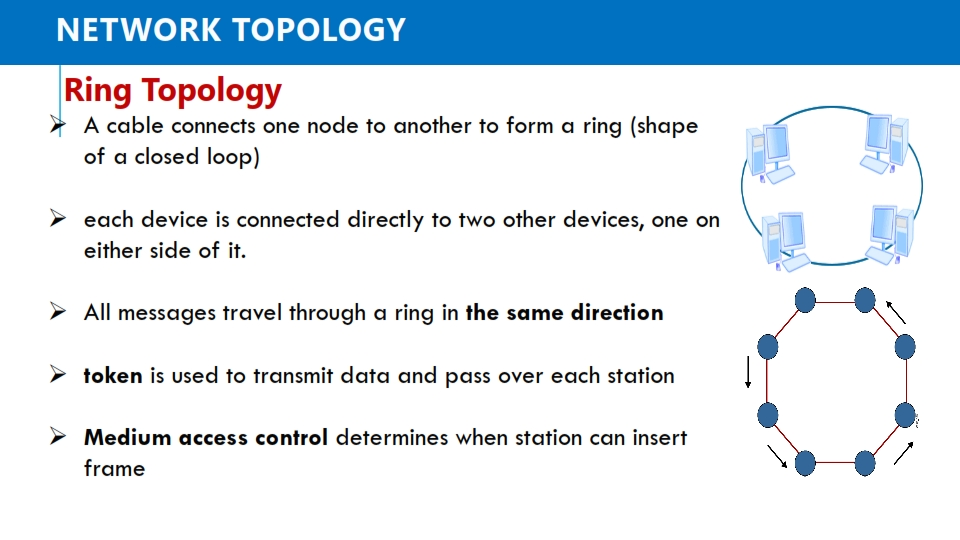 NETWORK TOPOLOGY
Ring Topology
➢ A cable connects one node to another to form a ring (shape
of a closed loop)
➢ each device is connected directly to two other devices, one on
either side of it.
➢ All messages travel through a ring in the same direction
➢ token is used to transmit data and pass over each station
➢ Medium access control determines when station can insert
frame